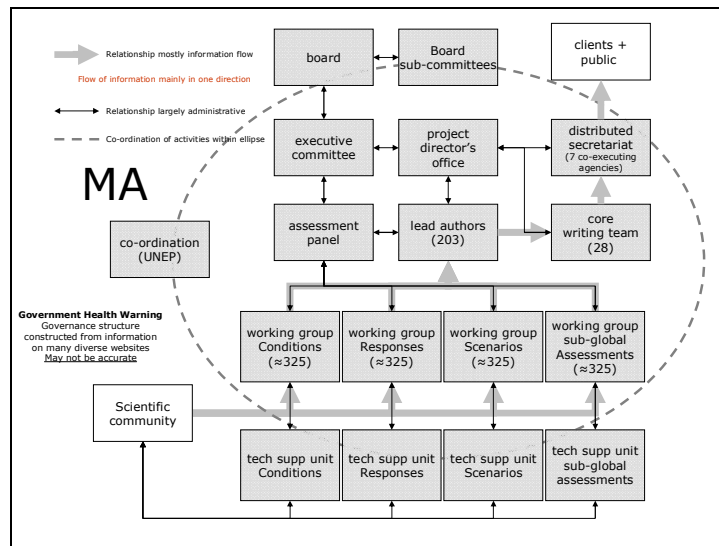 Relationship mostly information flow
Flow of information mainly in one direction
Relationship largely administrative
Co-ordination of activities within ellipse
board
Board
sub-committees
clients +
public
executive
committee
project
director's
office
distributed
secretariat
(7 co-executing
agencies)
MA
co-ordination
(UNEP)
assessment
panel
lead authors
(203)
core
writing team
(28)
Government Health Warning
Governance structure
constructed from information
on many diverse websites
May not be accurate
working group
Conditions
(≈325)
working group
Responses
(≈325)
working group
Scenarios
(≈325)
working group
sub-global
Assessments
(≈325)
Scientific
community
tech supp unit
Conditions
tech supp unit
Responses
tech supp unit
Scenarios
tech supp unit
sub-global
assessments